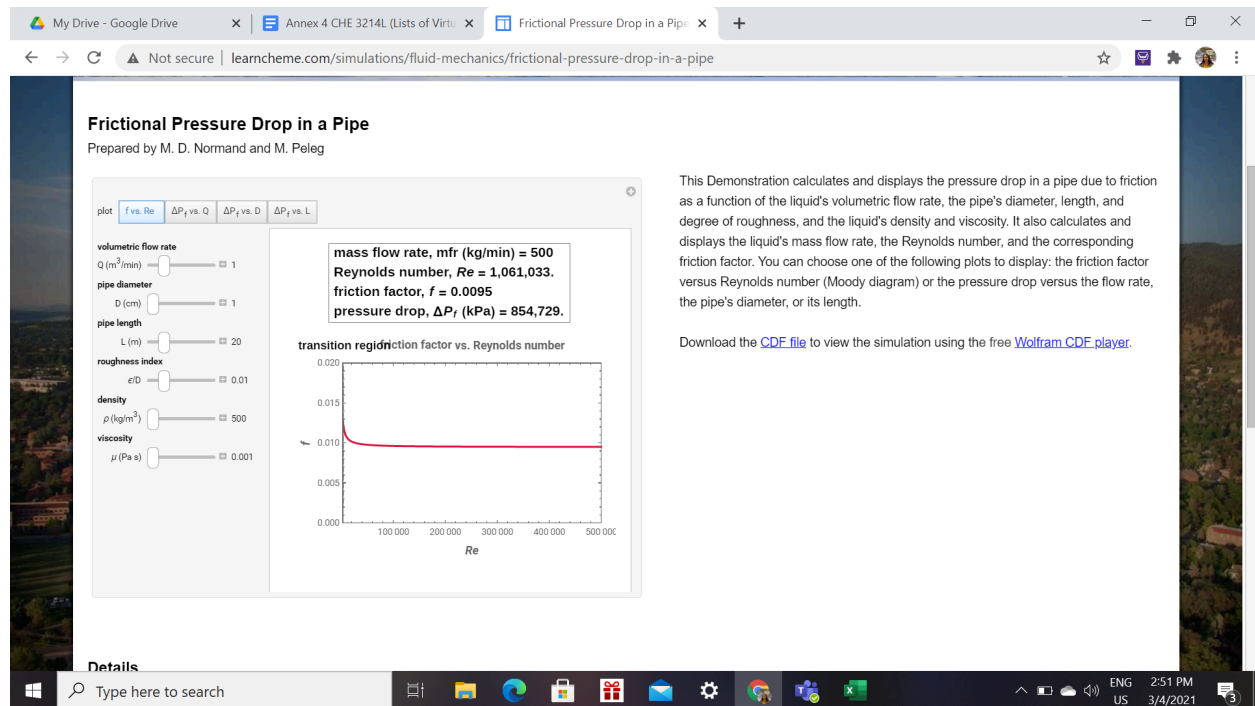 My Drive - Google Drive
Annex 4 CHE 3214L (Lists of Virtu
Frictional Pressure Drop in a Pipe
Not secure | learncheme.com/simulations/fluid-mechanics/frictional-pressure-drop-in-a-pipe
Frictional Pressure Drop in a Pipe
Prepared by M. D. Normand and M. Peleg
plot f vs. Re ΔPf vs. Q ΔPf vs. D ΔPf vs. L
volumetric flow rate
Q (m³/min) 1
pipe diameter
D (cm) 1
pipe length
L (m) 20
roughness index
ϵ/D 0.01
density
ρ (kg/m³) 500
viscosity
μ (Pa s) 0.001
mass flow rate, mfr (kg/min) = 500
Reynolds number, Re = 1,061,033.
friction factor, f = 0.0095
pressure drop, ΔPf (kPa) = 854,729.
transition region
friction factor vs. Reynolds number
0.020
0.015
f 0.010
0.005
0.000
100 000 200 000 300 000 400 000 500 000
Re
This Demonstration calculates and displays the pressure drop in a pipe due to friction
as a function of the liquid's volumetric flow rate, the pipe's diameter, length, and
degree of roughness, and the liquid's density and viscosity. It also calculates and
displays the liquid's mass flow rate, the Reynolds number, and the corresponding
friction factor. You can choose one of the following plots to display: the friction factor
versus Reynolds number (Moody diagram) or the pressure drop versus the flow rate,
the pipe's diameter, or its length.
Download the CDF file to view the simulation using the free Wolfram CDF player.
Details
Type here to search
ENG
US
2:51 PM
3/4/2021
3